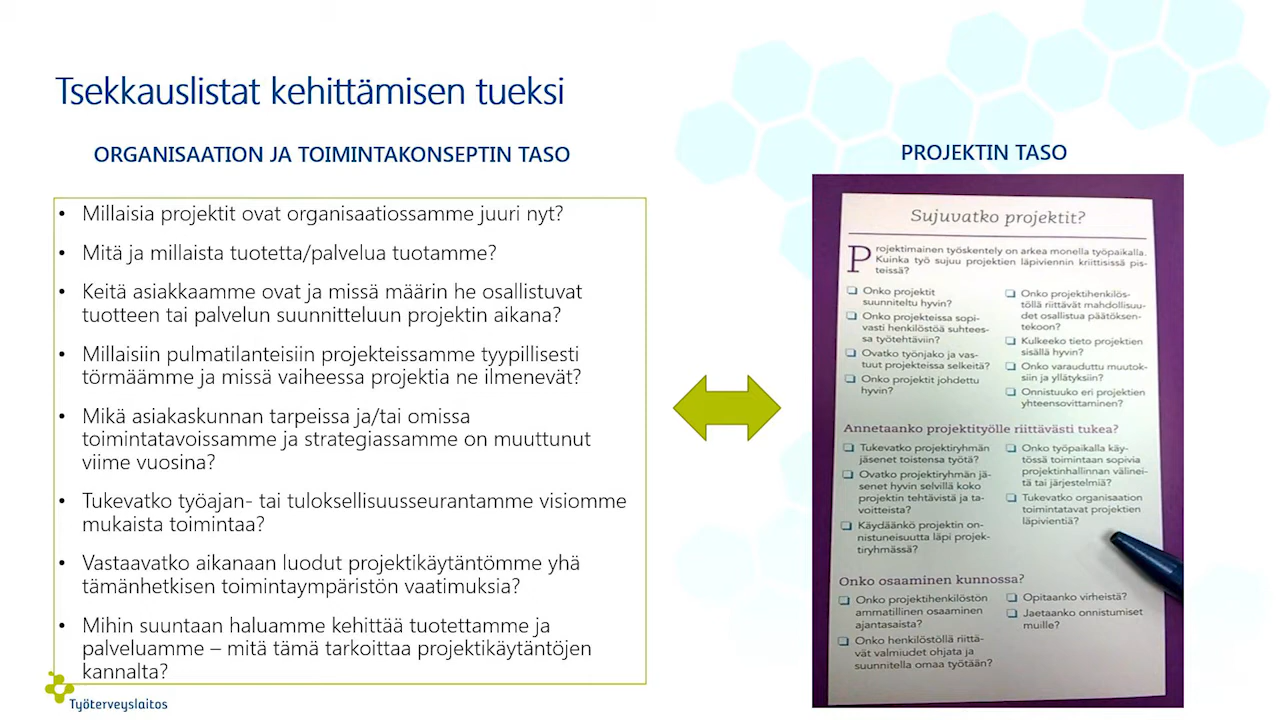 Tsekkauslistat kehittämisen tueksi
ORGANISAATION JA TOIMINTAKONSEPTIN TASO
• Millaisia projektit ovat organisaatiossamme juuri nyt?
• Mitä ja millaista tuotetta/palvelua tuotamme?
• Keitä asiakkaamme ovat ja missä määrin he osallistuvat
tuotteen tai palvelun suunnitteluun projektin aikana?
• Millaisiin pulmatilanteisiin projekteissamme tyypillisesti
törmäämme ja missä vaiheessa projektia ne ilmenevät?
• Mikä asiakaskunnan tarpeissa ja/tai omissa
toimintatavoissamme ja strategiassamme on muuttunut
viime vuosina?
• Tukevatko työajan- tai tuloksellisuusseurantamme visiomme
mukaista toimintaa?
• Vastaavatko aikanaan luodut projektikäytäntömme yhä
tämänhetkisen toimintaympäristön vaatimuksia?
• Mihin suuntaan haluamme kehittää tuotettamme ja
palveluamme – mitä tämä tarkoittaa projektikäytäntöjen
kannalta?
Työterveyslaitos
PROJEKTIN TASO
Sujuvatko projektit?
Projektimainen työskentely on arkea monella työpaikalla.
Kuinka työ sujuu projektien läpiviennin kriittisissä pis-
teissä?
Onko projektit
suunniteltu hyvin?
Onko projekteissa sopi-
vasti henkilöstöä suhtees-
sa työtehtäviin?
Ovatko työnjako ja vas-
tuut projekteissa selkeitä?
Onko projektit johdettu
hyvin?
Onko projektihenkilös-
töllä riittävät mahdollisuu-
det osallistua päätöksen-
tekoon?
Kulkeeko tieto projektien
sisällä hyvin?
Onko varauduttu muutok-
siin ja yllätyksiin?
Onnistuuko eri projektien
yhteensovittaminen?
Annetaanko projektityölle riittävästi tukea?
Tukevatko projektiryhmän
jäsenet toistensa työtä?
Ovatko projektiryhmän jä-
senet hyvin selvillä koko
projektin tehtävistä ja ta-
voitteista?
Käydäänkö projektin on-
nistuneisuutta läpi projek-
tiryhmässä?
Onko työpaikalla käy-
tössä toimintaan sopivia
projektinhallinnan välinei-
tä tai järjestelmiä?
Tukevatko organisaation
toimintatavat projektien
läpivientiä?
Onko osaaminen kunnossa?
Onko projektihenkilöstön
ammatillinen osaaminen
ajantasaista?
Onko henkilöstöllä riittä-
vät valmiudet ohjata ja
suunnitella omaa työtään?
Opitaanko virheistä?
Jaetaanko onnistumiset
muille?